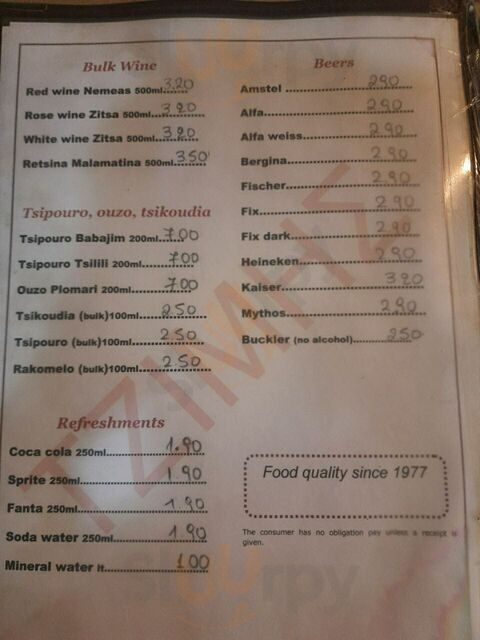 Bulk Wine
Red wine Nemeas 500ml......3.20
Rose wine Zitsa 500ml......3.20
White wine Zitsa 500ml......3.20
Retsina Malamatina 500ml......3.50
Tsipouro, ouzo, tsikoudia
Tsipouro Babajim 200ml......7.00
Tsipouro Tsilili 200ml......7.00
Ouzo Plomari 200ml......7.00
Tsikoudia (bulk)100ml......2.50
Tsipouro (bulk)100ml......2.50
Rakomelo (bulk)100ml......2.50
Refreshments
Coca cola 250ml......1.90
Sprite 250ml......1.90
Fanta 250ml......1.90
Soda water 250ml......1.90
Mineral water lt......1.00
Beers
Amstel ......2.90
Alfa......2.90
Alfa weiss......2.90
Bergina......2.90
Fischer......2.90
Fix......2.90
Fix dark......2.90
Heineken......2.90
Kaiser......3.20
Mythos......2.90
Buckler (no alcohol)......2.50
Food quality since 1977
The consumer has no obligation pay unless a receipt is
given.
TZIMHS